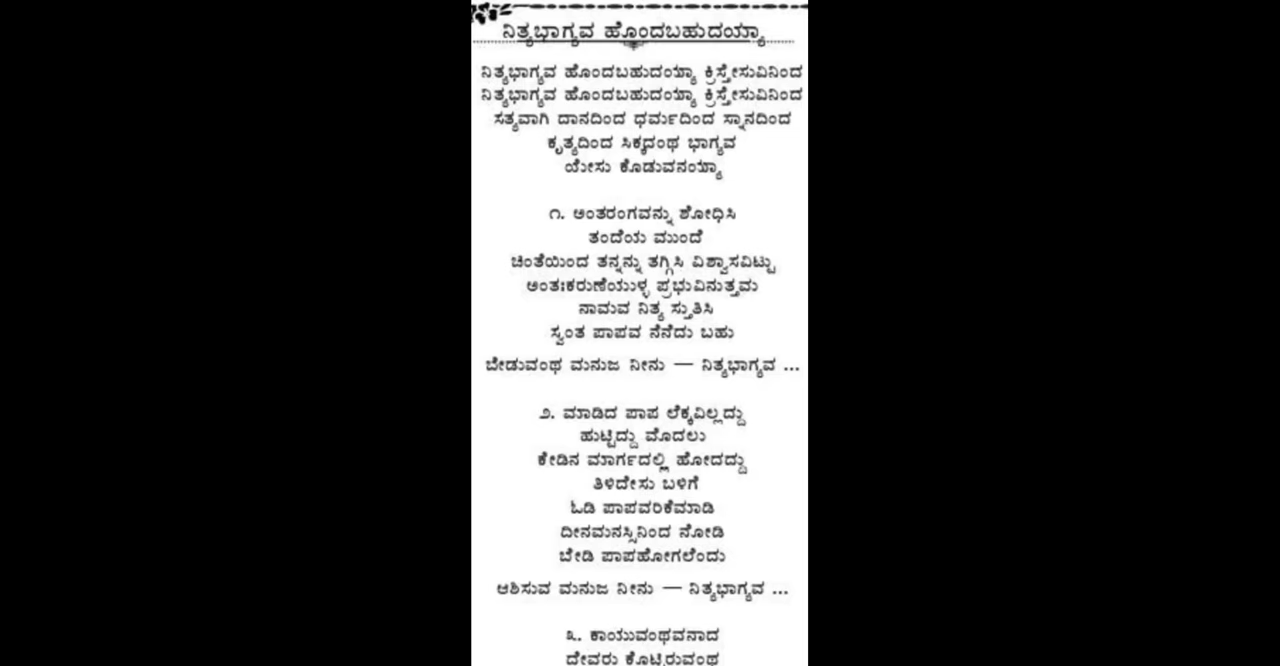 ನಿತ್ಯಭಾಗ್ಯವ ಹೊಂದಬಹುದಯ್ಯಾ
ನಿತ್ಯಭಾಗ್ಯವ ಹೊಂದಬಹುದಯ್ಯಾ ಕ್ರಿಸ್ತೇಸುವಿನಿಂದ
ನಿತ್ಯಭಾಗ್ಯವ ಹೊಂದಬಹುದಯ್ಯಾ ಕ್ರಿಸ್ತೇಸುವಿನಿಂದ
ಸತ್ಯವಾಗಿ ದಾನದಿಂದ ಧರ್ಮದಿಂದ ಸ್ನಾನದಿಂದ
ಕೃತ್ಯದಿಂದ ಸಿಕ್ಕದಂಥ ಭಾಗ್ಯವ
ಯೇಸು ಕೊಡುವನಯ್ಯಾ
೧. ಅಂತರಂಗವನ್ನು ಶೋಧಿಸಿ
ತಂದೆಯ ಮುಂದೆ
ಚಿಂತೆಯಿಂದ ತನ್ನನ್ನು ತಗ್ಗಿಸಿ ವಿಶ್ವಾಸವಿಟ್ಟು
ಅಂತಃಕರುಣೆಯುಳ್ಳ ಪ್ರಭುವಿನುತ್ತಮ
ನಾಮವ ನಿತ್ಯ ಸ್ತುತಿಸಿ
ಸ್ವಂತ ಪಾಪವ ನೆನೆದು ಬಹು
ಬೇಡುವಂಥ ಮನುಜ ನೀನು — ನಿತ್ಯಭಾಗ್ಯವ ...
೨. ಮಾಡಿದ ಪಾಪ ಲೆಕ್ಕವಿಲ್ಲದ್ದು
ಹುಟ್ಟಿದ್ದು ಮೊದಲು
ಕೇಡಿನ ಮಾರ್ಗದಲ್ಲಿ ಹೋದದ್ದು
ತಿಳಿದೇಸು ಬಳಿಗೆ
ಓಡಿ ಪಾಪವರಿಕೆಮಾಡಿ
ದೀನಮನಸ್ಸಿನಿಂದ ನೋಡಿ
ಬೇಡಿ ಪಾಪಹೋಗಲೆಂದು
ಆಶಿಸುವ ಮನುಜ ನೀನು — ನಿತ್ಯಭಾಗ್ಯವ ...
೩. ಕಾಯುವಂಥವನಾದ
ದೇವರು ಕೊಟ್ಟಿರುವಂಥ